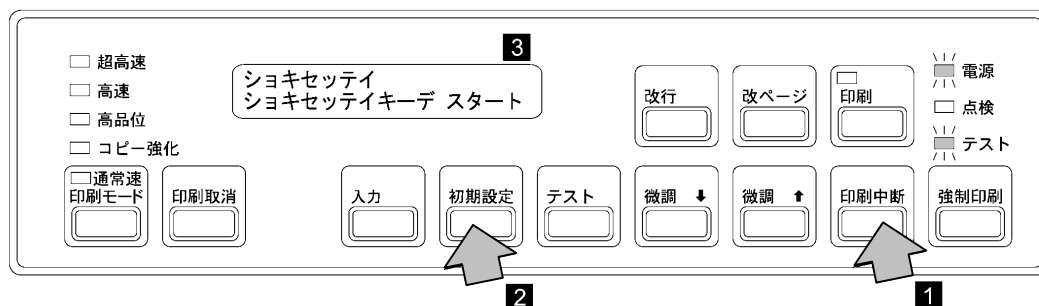 3
超高速
高速
高品位
コピー強化
通常速
印刷モード
印刷取消
ショキセッテイ
ショキセッテイキーデ スタート
改行
改ページ
印刷
電源
点検
テスト
入力
初期設定
テスト
微調 ⬇
微調 ⬆
印刷中断
強制印刷
2
1